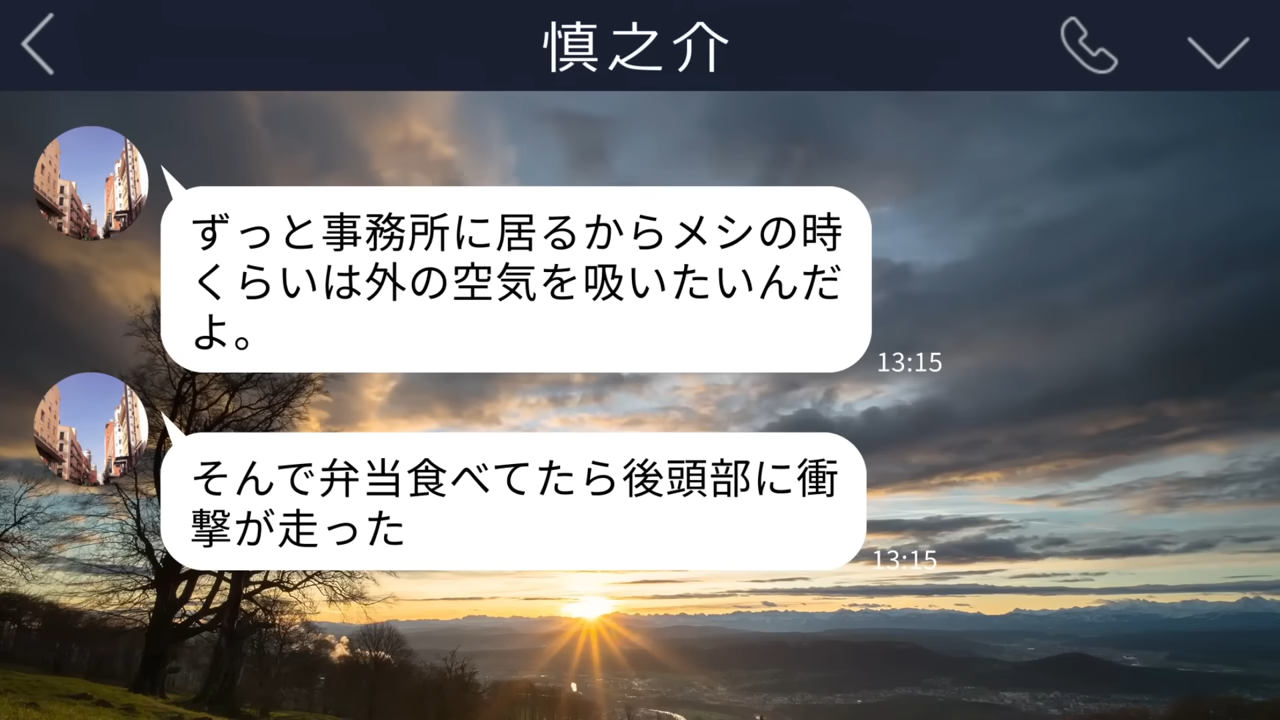 慎之介
ずっと事務所に居るからメシの時
くらいは外の空気を吸いたいんだ
よ。
13:15
そんで弁当食べてたら後頭部に衝
撃が走った
13:15